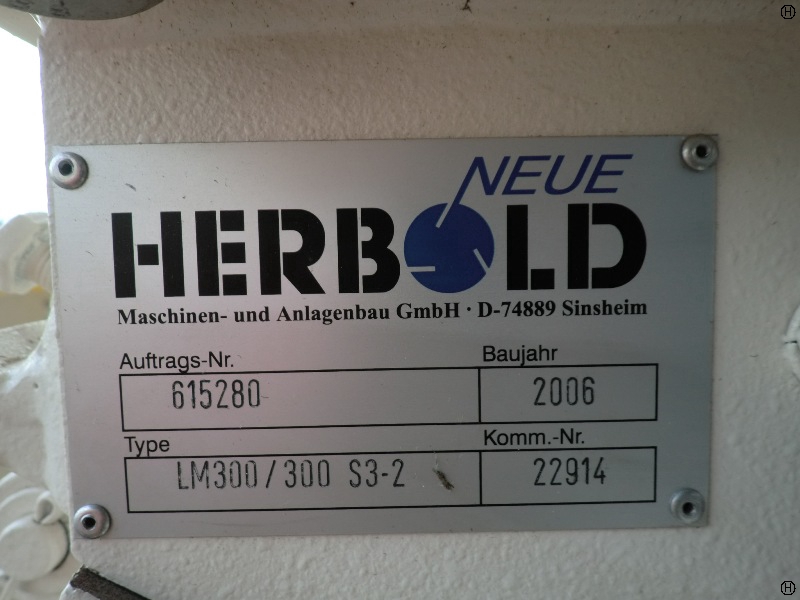 NEUE
HERBOLD
Maschinen- und Anlagenbau GmbH · D-74889 Sinsheim
Auftrags-Nr. Baujahr
615280 2006
Type Komm.-Nr.
LM300/300 S3-2 22914